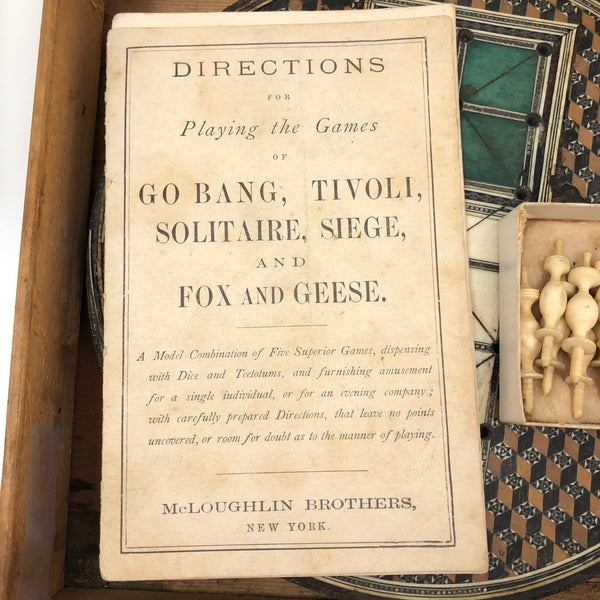 DIRECTIONS
FOR
Playing the Games
OF
GO BANG, TIVOLI,
SOLITAIRE, SIEGE,
AND
FOX AND GEESE.
A Model Combination of Five Superior Games, dispensing
with Dice and Teetotums, and furnishing amusement
for a single individual, or for an evening company;
with carefully prepared Directions, that leave no points
uncovered, or room for doubt as to the manner of playing.
McLOUGHLIN BROTHERS,
NEW YORK.